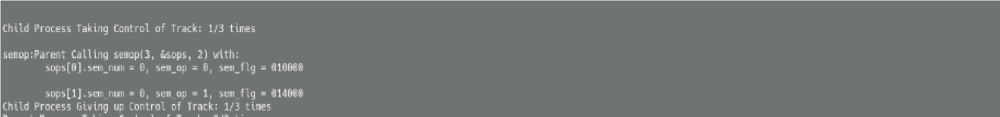 Child Process Taking Control of Track: 1/3 times
semop:Parent Calling semop(3, &sops, 2) with:
sops[0].sem_num = 0, sem_op = 0, sem_flg = 010000
sops[1].sem_num = 0, sem_op = 1, sem_flg = 014000
Child Process Giving up Control of Track: 1/3 times